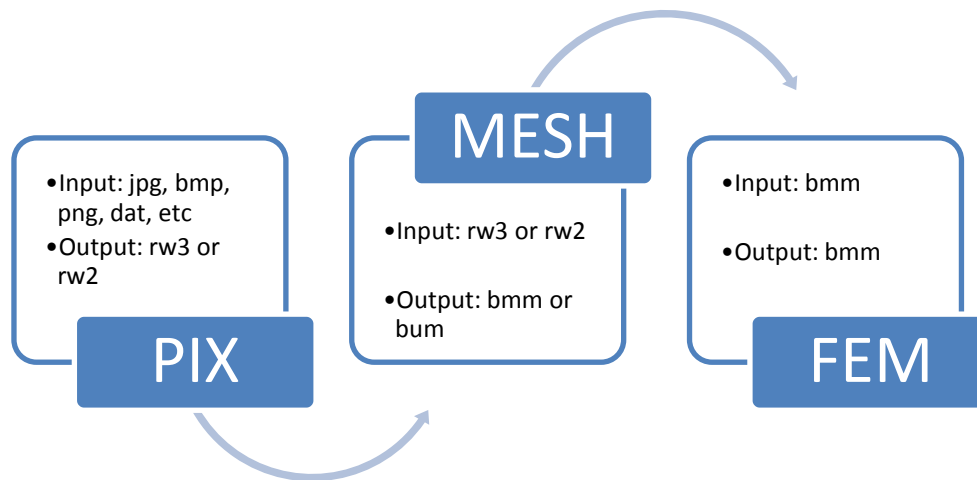 •Input: jpg, bmp,
png, dat, etc
•Output: rw3 or
rw2
PIX
MESH
•Input: rw3 or rw2
•Output: bmm or
bum
•Input: bmm
•Output: bmm
FEM